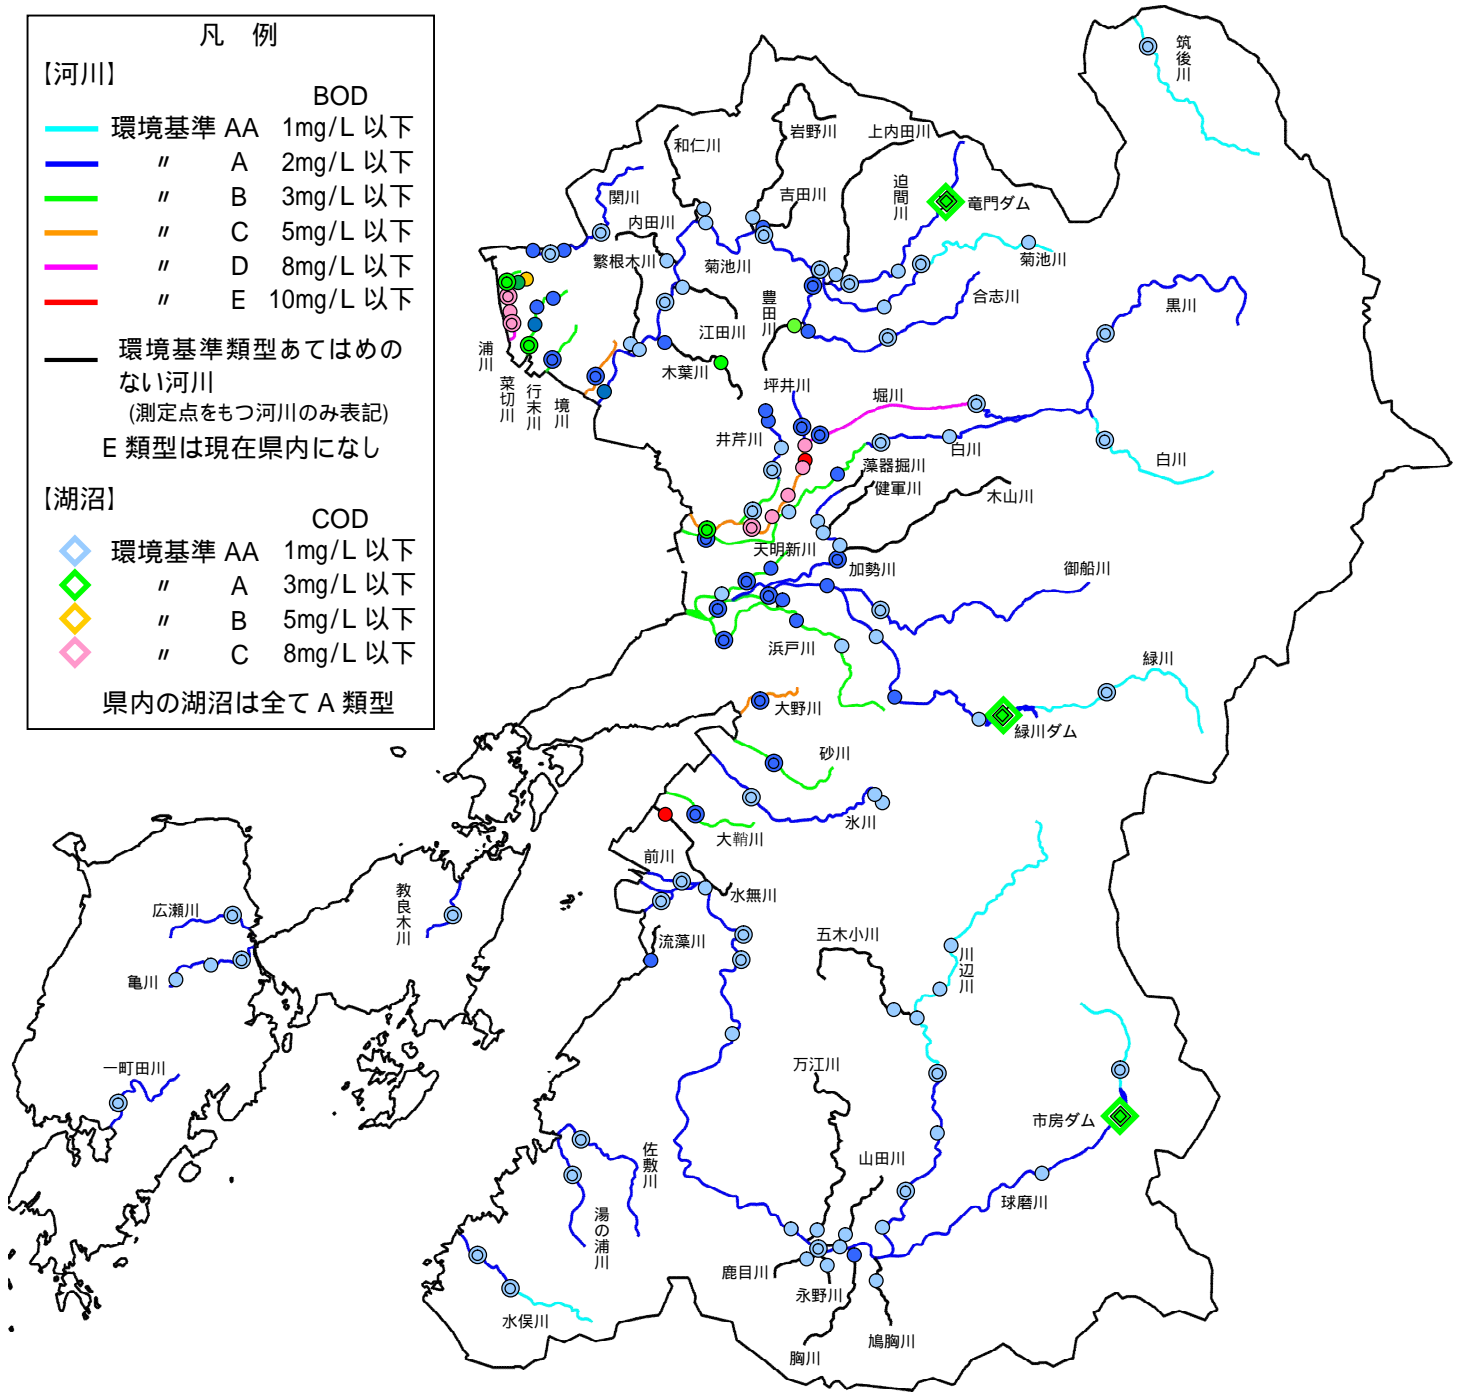 凡 例
【河川】
BOD
環境基準 AA 1mg/L 以下
〃 A 2mg/L 以下
〃 B 3mg/L 以下
〃 C 5mg/L 以下
〃 D 8mg/L 以下
〃 E 10mg/L 以下
環境基準類型あてはめの
ない河川
(測定点をもつ河川のみ表記)
E 類型は現在県内になし
【湖沼】
COD
環境基準 AA 1mg/L 以下
〃 A 3mg/L 以下
〃 B 5mg/L 以下
〃 C 8mg/L 以下
県内の湖沼は全て A 類型
筑後川
岩野川
上内田川
和仁川
迫間川
吉田川
関川
竜門ダム
内田川
菊池川
繁根木川
菊池川
合志川
黒川
豊田川
江田川
浦川
菜切川
行末川
境川
木葉川
坪井川
堀川
井芹川
白川
白川
藻器掘川
健軍川
木山川
天明新川
加勢川
御船川
浜戸川
緑川
大野川
緑川ダム
砂川
氷川
大鞘川
前川
水無川
教良木川
広瀬川
流藻川
五木小川
川辺川
亀川
一町田川
万江川
市房ダム
佐敷川
山田川
球磨川
湯の浦川
鹿目川
永野川
水俣川
鳩胸川
胸川